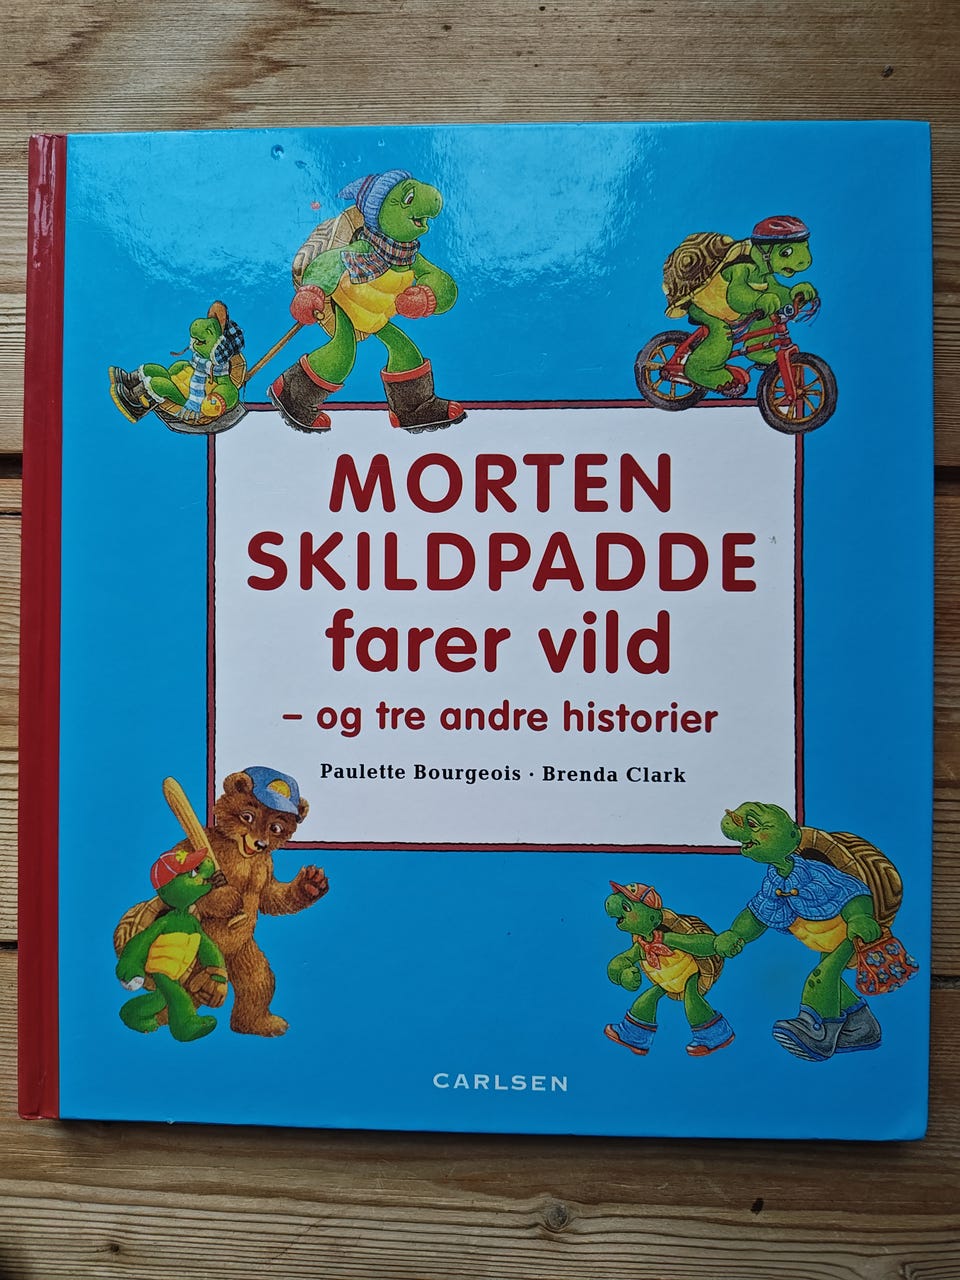 MORTEN
SKILDPADDE
farer vild
– og tre andre historier
Paulette Bourgeois · Brenda Clark
CARLSEN